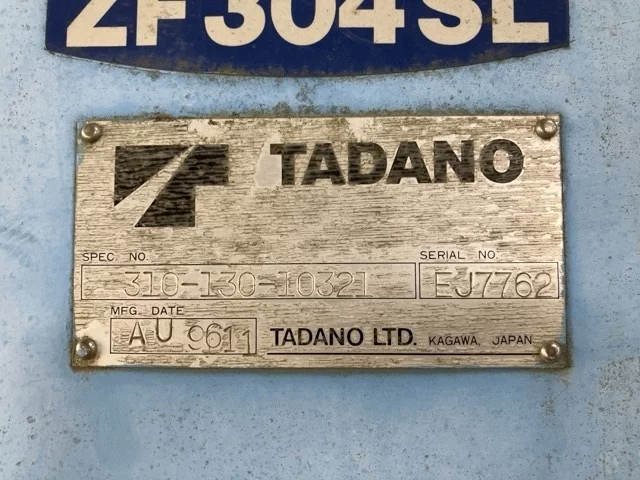 ZF304SL
TADANO
SPEC NO.
SERIAL NO.
310-130-10321
EJ7762
MFG. DATE
AU 9611
TADANO LTD. KAGAWA, JAPAN